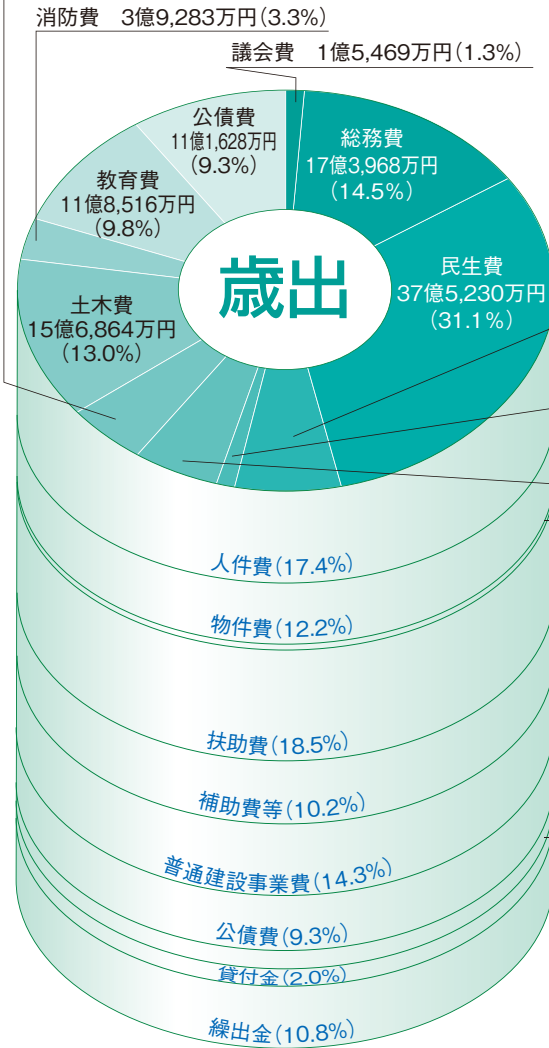 消防費 3億9,283万円(3.3%)
議会費 1億5,469万円(1.3%)
公債費
11億1,628万円
(9.3%)
総務費
17億3,968万円
(14.5%)
教育費
11億8,516万円
(9.8%)
歳出
民生費
37億5,230万円
(31.1%)
土木費
15億6,864万円
(13.0%)
人件費(17.4%)
物件費(12.2%)
扶助費(18.5%)
補助費等(10.2%)
普通建設事業費(14.3%)
公債費(9.3%)
貸付金(2.0%)
繰出金(10.8%)